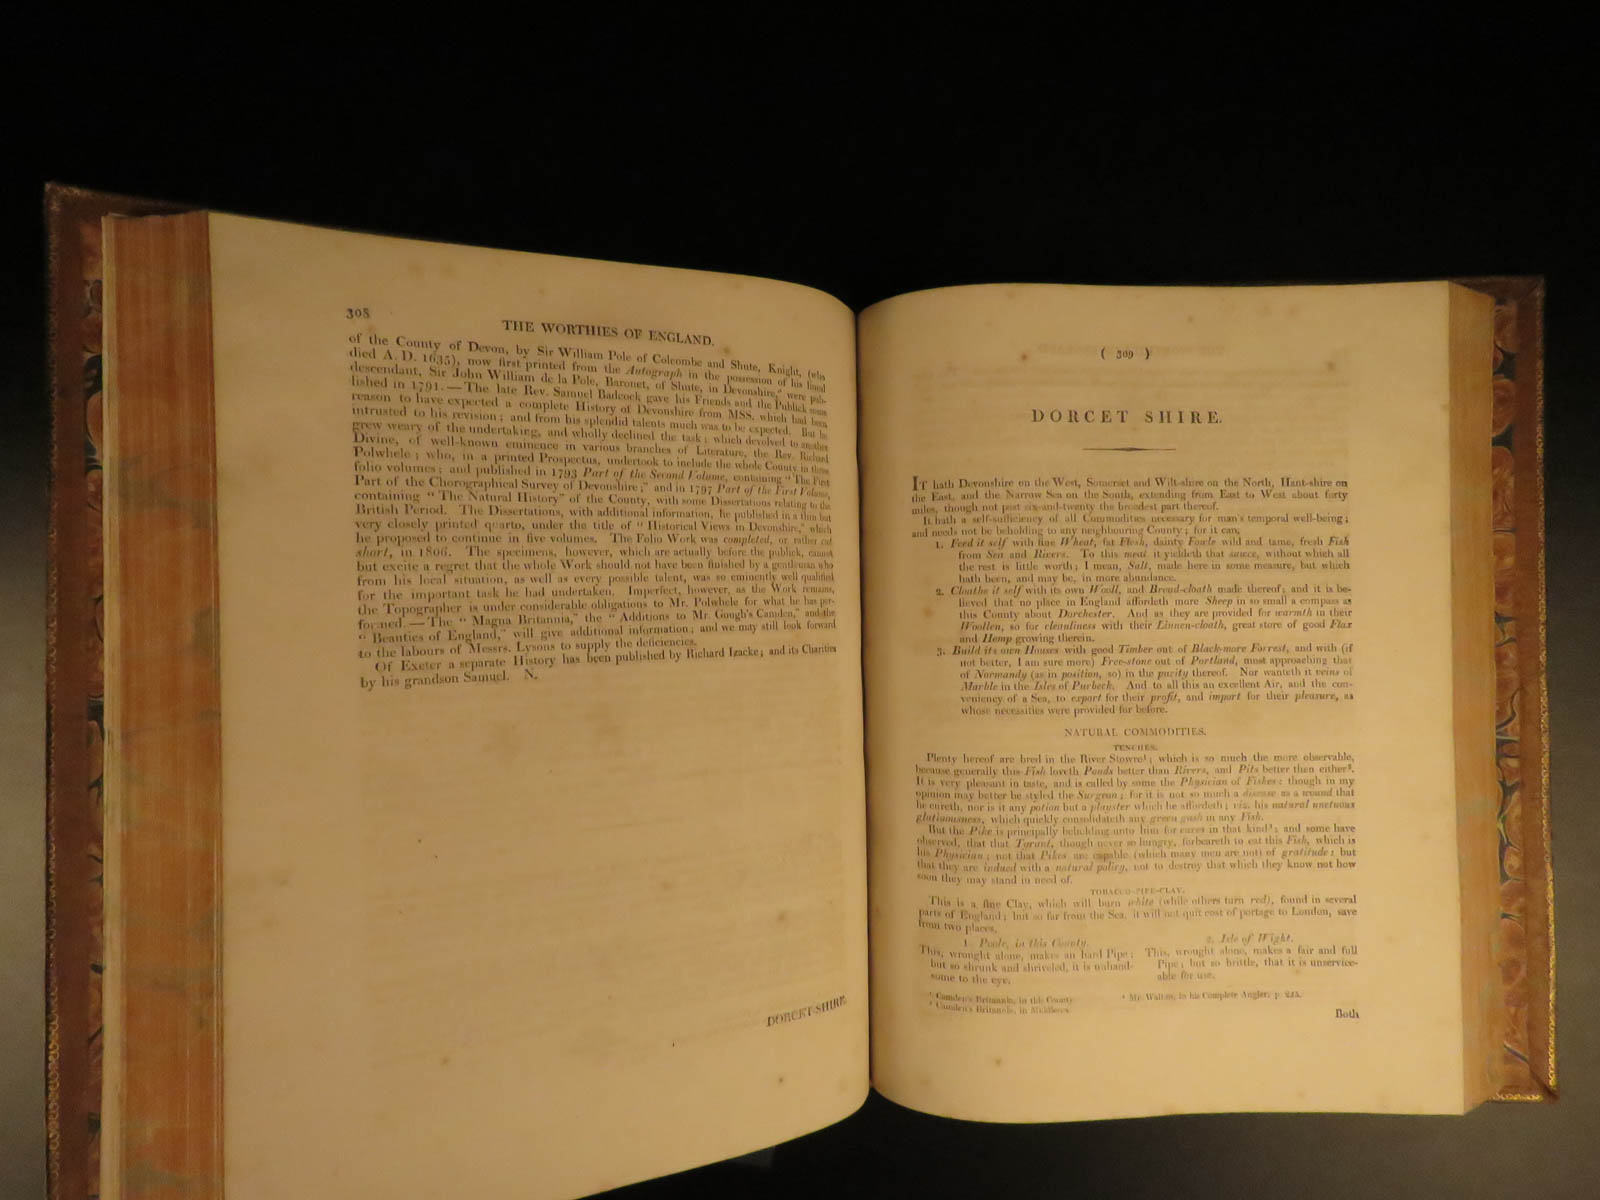 308
THE WORTHIES OF ENGLAND.
of the County of Devon, by Sir William Pole of Colcombe and Shute, Knight, (who
died A. D. 1635), now first printed from the Autograph in the possession of his lineal
descendant, Sir John William de la Pole, Baronet, of Shute, in Devonshire," were pub-
lished in 1791.—The late Rev. Samuel Badcock gave his Friends and the Publick some
reason to have expected a complete History of Devonshire from MSS. which had been
intrusted to his revision; and from his splendid talents much was to be expected. But he
grew weary of the undertaking, and wholly declined the task; which devolved to another
Divine, of well-known eminence in various branches of Literature, the Rev. Richard
Polwhele; who, in a printed Prospectus, undertook to include the whole County in three
folio volumes; and published in 1793 Part of the Second Volume, containing "The First
Part of the Chorographical Survey of Devonshire;" and in 1797 Part of the First Volume,
containing "The Natural History" of the County, with some Dissertations relating to the
British Period. The Dissertations, with additional information, he published in a thin but
very closely printed quarto, under the title of "Historical Views in Devonshire," which
he proposed to continue in five volumes. The Folio Work was completed, or rather cut
short, in 1806. The specimens, however, which are actually before the publick, cannot
but excite a regret that the whole Work should not have been finished by a gentleman who
from his local situation, as well as every possible talent, was so eminently well qualified
for the important task he had undertaken. Imperfect, however, as the Work remains,
the Topographer is under considerable obligations to Mr. Polwhele for what he has per-
formed.—The "Magna Britannia," the "Additions to Mr. Gough's Camden," and the
"Beauties of England," will give additional information; and we may still look forward
to the labours of Messrs. Lysons to supply the deficiencies.
Of Exeter a separate History has been published by Richard Izacke; and its Charities
by his grandson Samuel. N.
DORCET-SHIRE.
( 309 )
DORCET SHIRE.
IT hath Devonshire on the West, Somerset and Wilt-shire on the North, Hant-shire on
the East, and the Narrow Sea on the South, extending from East to West about forty
miles, though not past six-and-twenty the broadest part thereof.
It hath a self-sufficiency of all Commodities necessary for man's temporal well-being;
and needs not be beholding to any neighbouring County; for it can,
1. Feed it self with fine Wheat, fat Flesh, dainty Fowle wild and tame, fresh Fish
from Sea and Rivers. To this meat it yieldeth that sauce, without which all
the rest is little worth; I mean, Salt, made here in some measure, but which
hath been, and may be, in more abundance.
2. Cloathe it self with its own Wooll, and Broad-cloath made thereof; and it is be-
lieved that no place in England affordeth more Sheep in so small a compass as
this County about Dorchester. And as they are provided for warmth in their
Woollen, so for cleanliness with their Linnen-cloath, great store of good Flax
and Hemp growing therein.
3. Build its own Houses with good Timber out of Black-more Forrest, and with (if
not better, I am sure more) Free-stone out of Portland, most approaching that
of Normandy (as in position, so) in the purity thereof. Nor wanteth it veins of
Marble in the Isles of Purbeck. And to all this an excellent Air, and the con-
veniency of a Sea, to export for their profit, and import for their pleasure, as
whose necessities were provided for before.
NATURAL COMMODITIES.
TENCHES.
Plenty hereof are bred in the River Stowre¹; which is so much the more observable,
because generally this Fish loveth Ponds better than Rivers, and Pits better then either².
It is very pleasant in taste, and is called by some the Physician of Fishes: though in my
opinion may better be styled the Surgeon; for it is not so much a disease as a wound that
he cureth, nor is it any potion but a playster which he affordeth; viz. his natural unctuous
glutinousness, which quickly consolidateth any green gash in any Fish.
But the Pike is principally beholding unto him for cures in that kind³; and some have
observed, that that Tyrant, though never so hungry, forbeareth to eat this Fish, which is
his Physician; not that Pikes are capable (which many men are not) of gratitude: but
that they are indued with a natural policy, not to destroy that which they know not how
soon they may stand in need of.
TOBACCO-PIPE-CLAY.
This is a fine Clay, which will burn white (while others turn red), found in several
parts of England; but so far from the Sea, it will not quit cost of portage to London, save
from two places,
1. Poole, in this County.
This, wrought alone, makes an hard Pipe;
but so shrunk and shriveled, it is unhand-
some to the eye.
2. Isle of Wight.
This, wrought alone, makes a fair and full
Pipe; but so brittle, that it is unservice-
able for use.
¹ Camden's Britannia, in this County.
² Camden's Britannia, in Middlesex.
³ Mr. Walton, in his Complete Angler, p.
Both